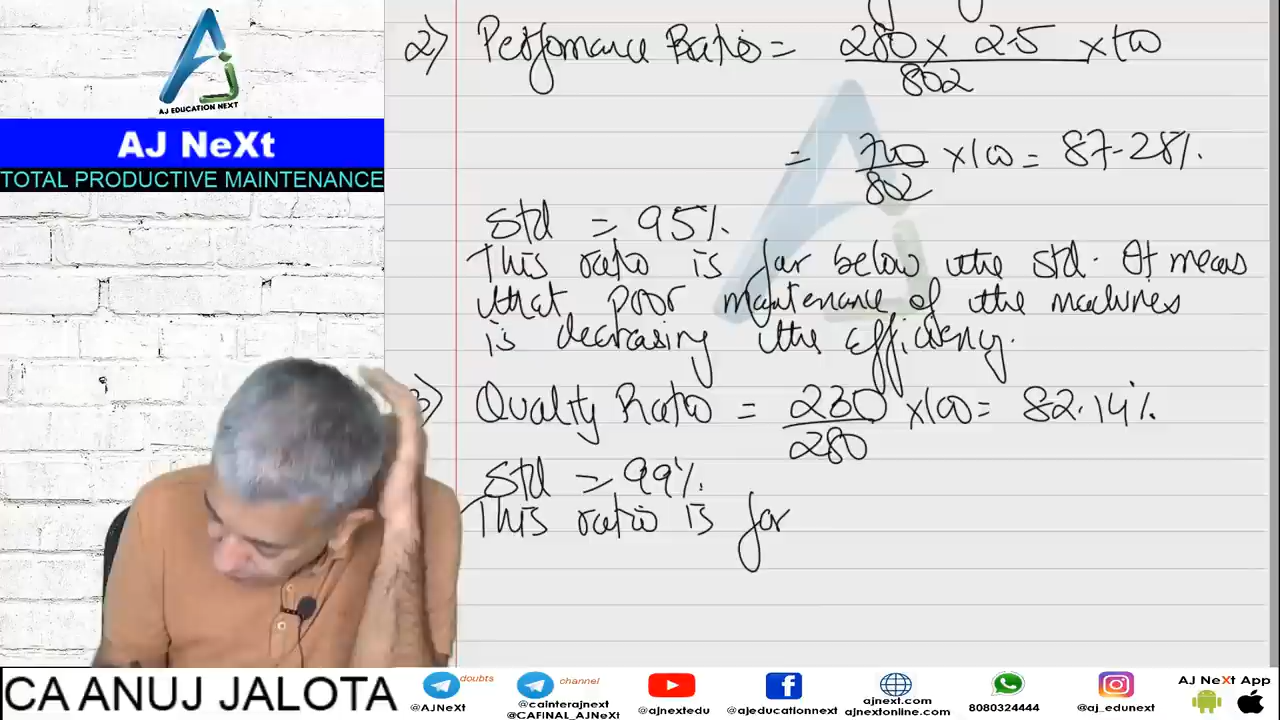 AJ EDUCATION NEXT
AJ NeXt
TOTAL PRODUCTIVE MAINTENANCE
2) Perfomance Ratio = 280 x 2.5 x 100
802
= 700 x 100 = 87.28%.
802
Std = 95%.
This ratio is far below the std. It means
that poor maintenance of the machines
is decreasing the efficiency.
3) Quality Ratio = 230 x 100 = 82.14%.
280
Std = 99%.
This ratio is far
CA ANUJ JALOTA
doubts
@AJNeXt
channel
@cainterajnext
@CAFINAL_AJNeXt
@ajnextedu
@ajeducationnext
ajnext.com
ajnextonline.com
8080324444
@aj_edunext
AJ NeXt App